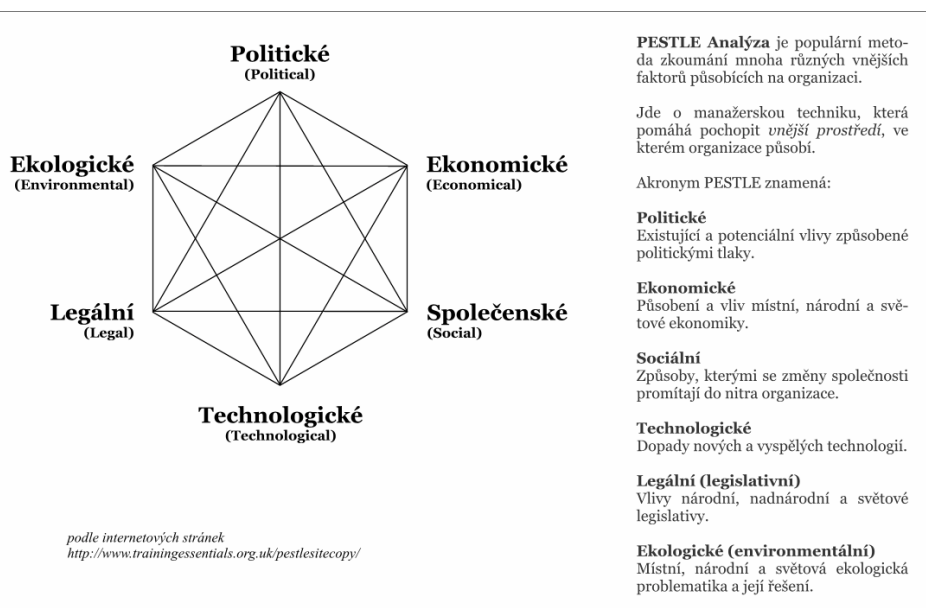 Politické
(Political)
Ekologické
(Environmental)
Ekonomické
(Economical)
Legální
(Legal)
Společenské
(Social)
Technologické
(Technological)
podle internetových stránek
http://www.trainingessentials.org.uk/pestlesitecopy/
PESTLE Analýza je populární meto-
da zkoumání mnoha různých vnějších
faktorů působících na organizaci.
Jde o manažerskou techniku, která
pomáhá pochopit vnější prostředí, ve
kterém organizace působí.
Akronym PESTLE znamená:
Politické
Existující a potenciální vlivy způsobené
politickými tlaky.
Ekonomické
Působení a vliv místní, národní a svě-
tové ekonomiky.
Sociální
Způsoby, kterými se změny společnosti
promítají do nitra organizace.
Technologické
Dopady nových a vyspělých technologií.
Legální (legislativní)
Vlivy národní, nadnárodní a světové
legislativy.
Ekologické (environmentální)
Místní, národní a světová ekologická
problematika a její řešení.